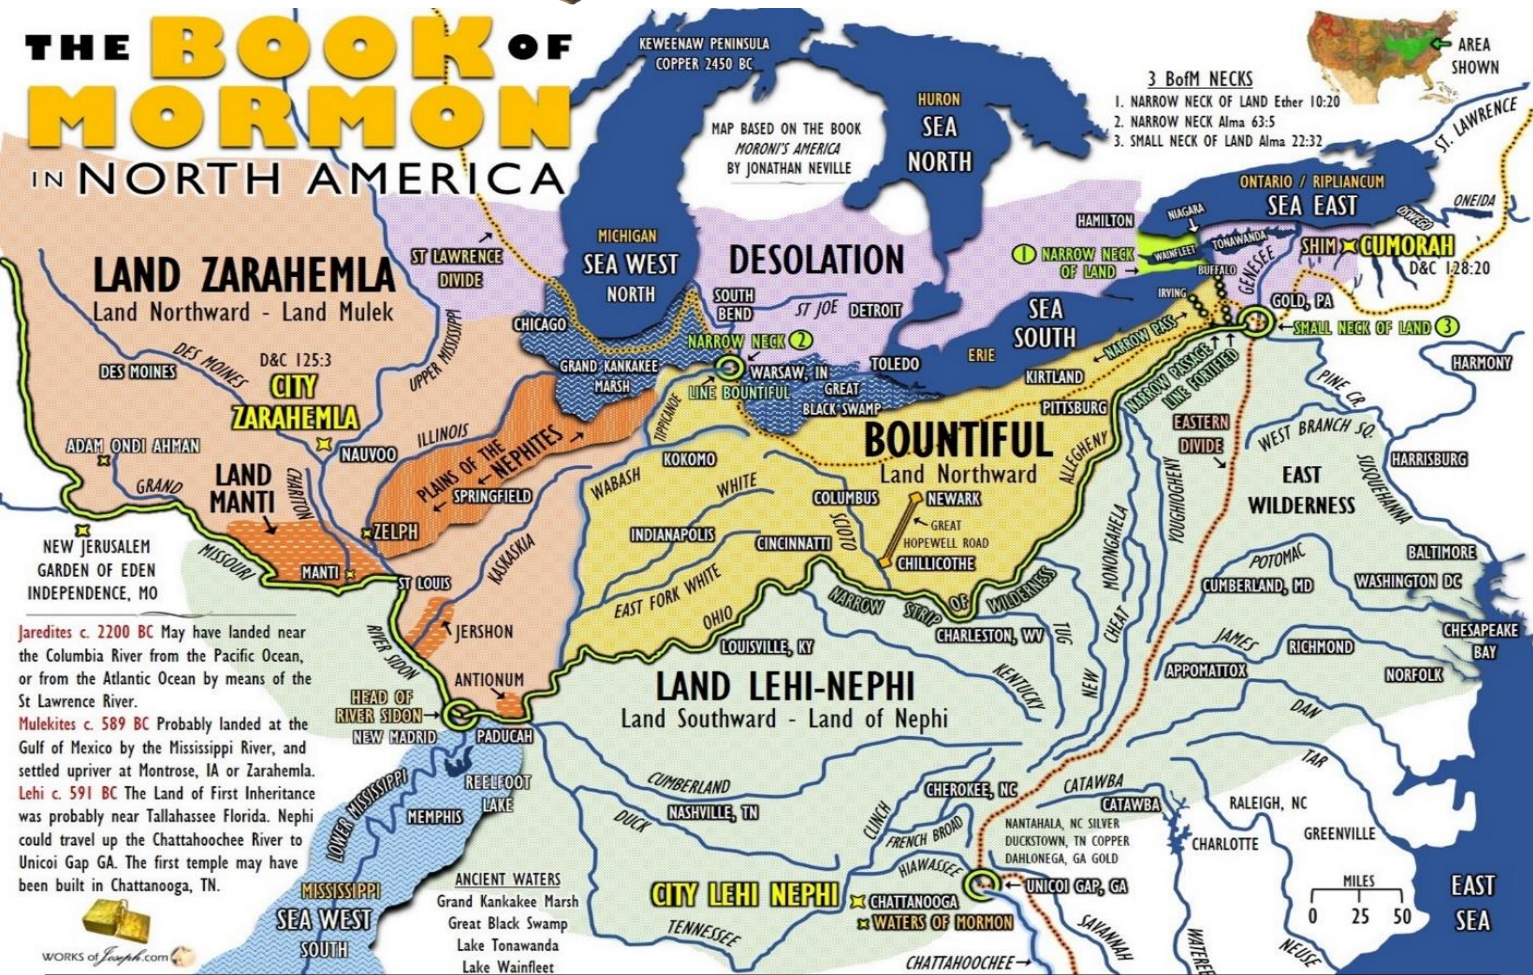 THE BOOK OF
MORMON
IN NORTH AMERICA
KEWEENAW PENINSULA
COPPER 2450 BC
MAP BASED ON THE BOOK
MORONI'S AMERICA
BY JONATHAN NEVILLE
HURON
SEA
NORTH
3 BofM NECKS
1. NARROW NECK OF LAND Ether 10:20
2. NARROW NECK Alma 63:5
3. SMALL NECK OF LAND Alma 22:32
AREA
SHOWN
ST. LAWRENCE
ONTARIO / RIPLIANCUM
SEA EAST
ONEIDA
OSWEGO
HAMILTON
NIAGARA
1 NARROW NECK
OF LAND
WAINFLEET
TONAWANDA
BUFFALO
GENESEE
SHIM
CUMORAH
D&C 128:20
IRVING
GOLD, PA
SMALL NECK OF LAND 3
ST LAWRENCE
DIVIDE
MICHIGAN
SEA WEST
NORTH
DESOLATION
SOUTH
BEND
ST JOE
DETROIT
SEA
SOUTH
ERIE
NARROW PASS
NARROW PASSAGE
LINE FORTIFIED
LAND ZARAHEMLA
Land Northward - Land Mulek
UPPER MISSISSIPPI
CHICAGO
GRAND KANKAKEE
MARSH
NARROW NECK 2
WARSAW, IN
LINE BOUNTIFUL
TOLEDO
GREAT
BLACK SWAMP
KIRTLAND
PITTSBURG
HARMONY
PINE CR.
DES MOINES
DES MOINES
D&C 125:3
CITY
ZARAHEMLA
NAUVOO
ILLINOIS
PLAINS OF THE
NEPHITES
SPRINGFIELD
TIPPICANOE
KOKOMO
BOUNTIFUL
Land Northward
ALLEGHENY
EASTERN
DIVIDE
WEST BRANCH SQ.
SUSQUEHANNA
HARRISBURG
ADAM ONDI AHMAN
GRAND
LAND
MANTI
CHARITON
ZELPH
WABASH
WHITE
COLUMBUS
NEWARK
GREAT
HOPEWELL ROAD
SCIOTO
CHILLICOTHE
INDIANAPOLIS
CINCINNATTI
EAST
WILDERNESS
YOUGHIOGHENY
MONONGAHELA
NEW JERUSALEM
GARDEN OF EDEN
INDEPENDENCE, MO
MISSOURI
MANTI
ST LOUIS
KASKASKIA
EAST FORK WHITE
OHIO
NARROW STRIP OF WILDERNESS
POTOMAC
BALTIMORE
CUMBERLAND, MD
WASHINGTON DC
CHESAPEAKE
BAY
JERSHON
RIVER SIDON
LOUISVILLE, KY
CHARLESTON, WV
TUG
CHEAT
JAMES
RICHMOND
APPOMATTOX
NORFOLK
Jaredites c. 2200 BC May have landed near
the Columbia River from the Pacific Ocean,
or from the Atlantic Ocean by means of the
St Lawrence River.
Mulekites c. 589 BC Probably landed at the
Gulf of Mexico by the Mississippi River, and
settled upriver at Montrose, IA or Zarahemla.
Lehi c. 591 BC The Land of First Inheritance
was probably near Tallahassee Florida. Nephi
could travel up the Chattahoochee River to
Unicoi Gap GA. The first temple may have
been built in Chattanooga, TN.
ANTIONUM
HEAD OF
RIVER SIDON
NEW MADRID
PADUCAH
LAND LEHI-NEPHI
Land Southward - Land of Nephi
KENTUCKY
NEW
DAN
TAR
LOWER MISSISSIPPI
REELFOOT
LAKE
MEMPHIS
CUMBERLAND
NASHVILLE, TN
DUCK
CLINCH
CHEROKEE, NC
FRENCH BROAD
CATAWBA
CATAWBA
RALEIGH, NC
GREENVILLE
CHARLOTTE
NANTAHALA, NC SILVER
DUCKSTOWN, TN COPPER
DAHLONEGA, GA GOLD
HIAWASSEE
UNICOI GAP, GA
MISSISSIPPI
SEA WEST
SOUTH
ANCIENT WATERS
Grand Kankakee Marsh
Great Black Swamp
Lake Tonawanda
Lake Wainfleet
CITY LEHI NEPHI
CHATTANOOGA
WATERS OF MORMON
TENNESSEE
CHATTAHOOCHEE
SAVANNAH
WATEREE
NEUSE
MILES
0 25 50
EAST
SEA
WORKS of Joseph.com